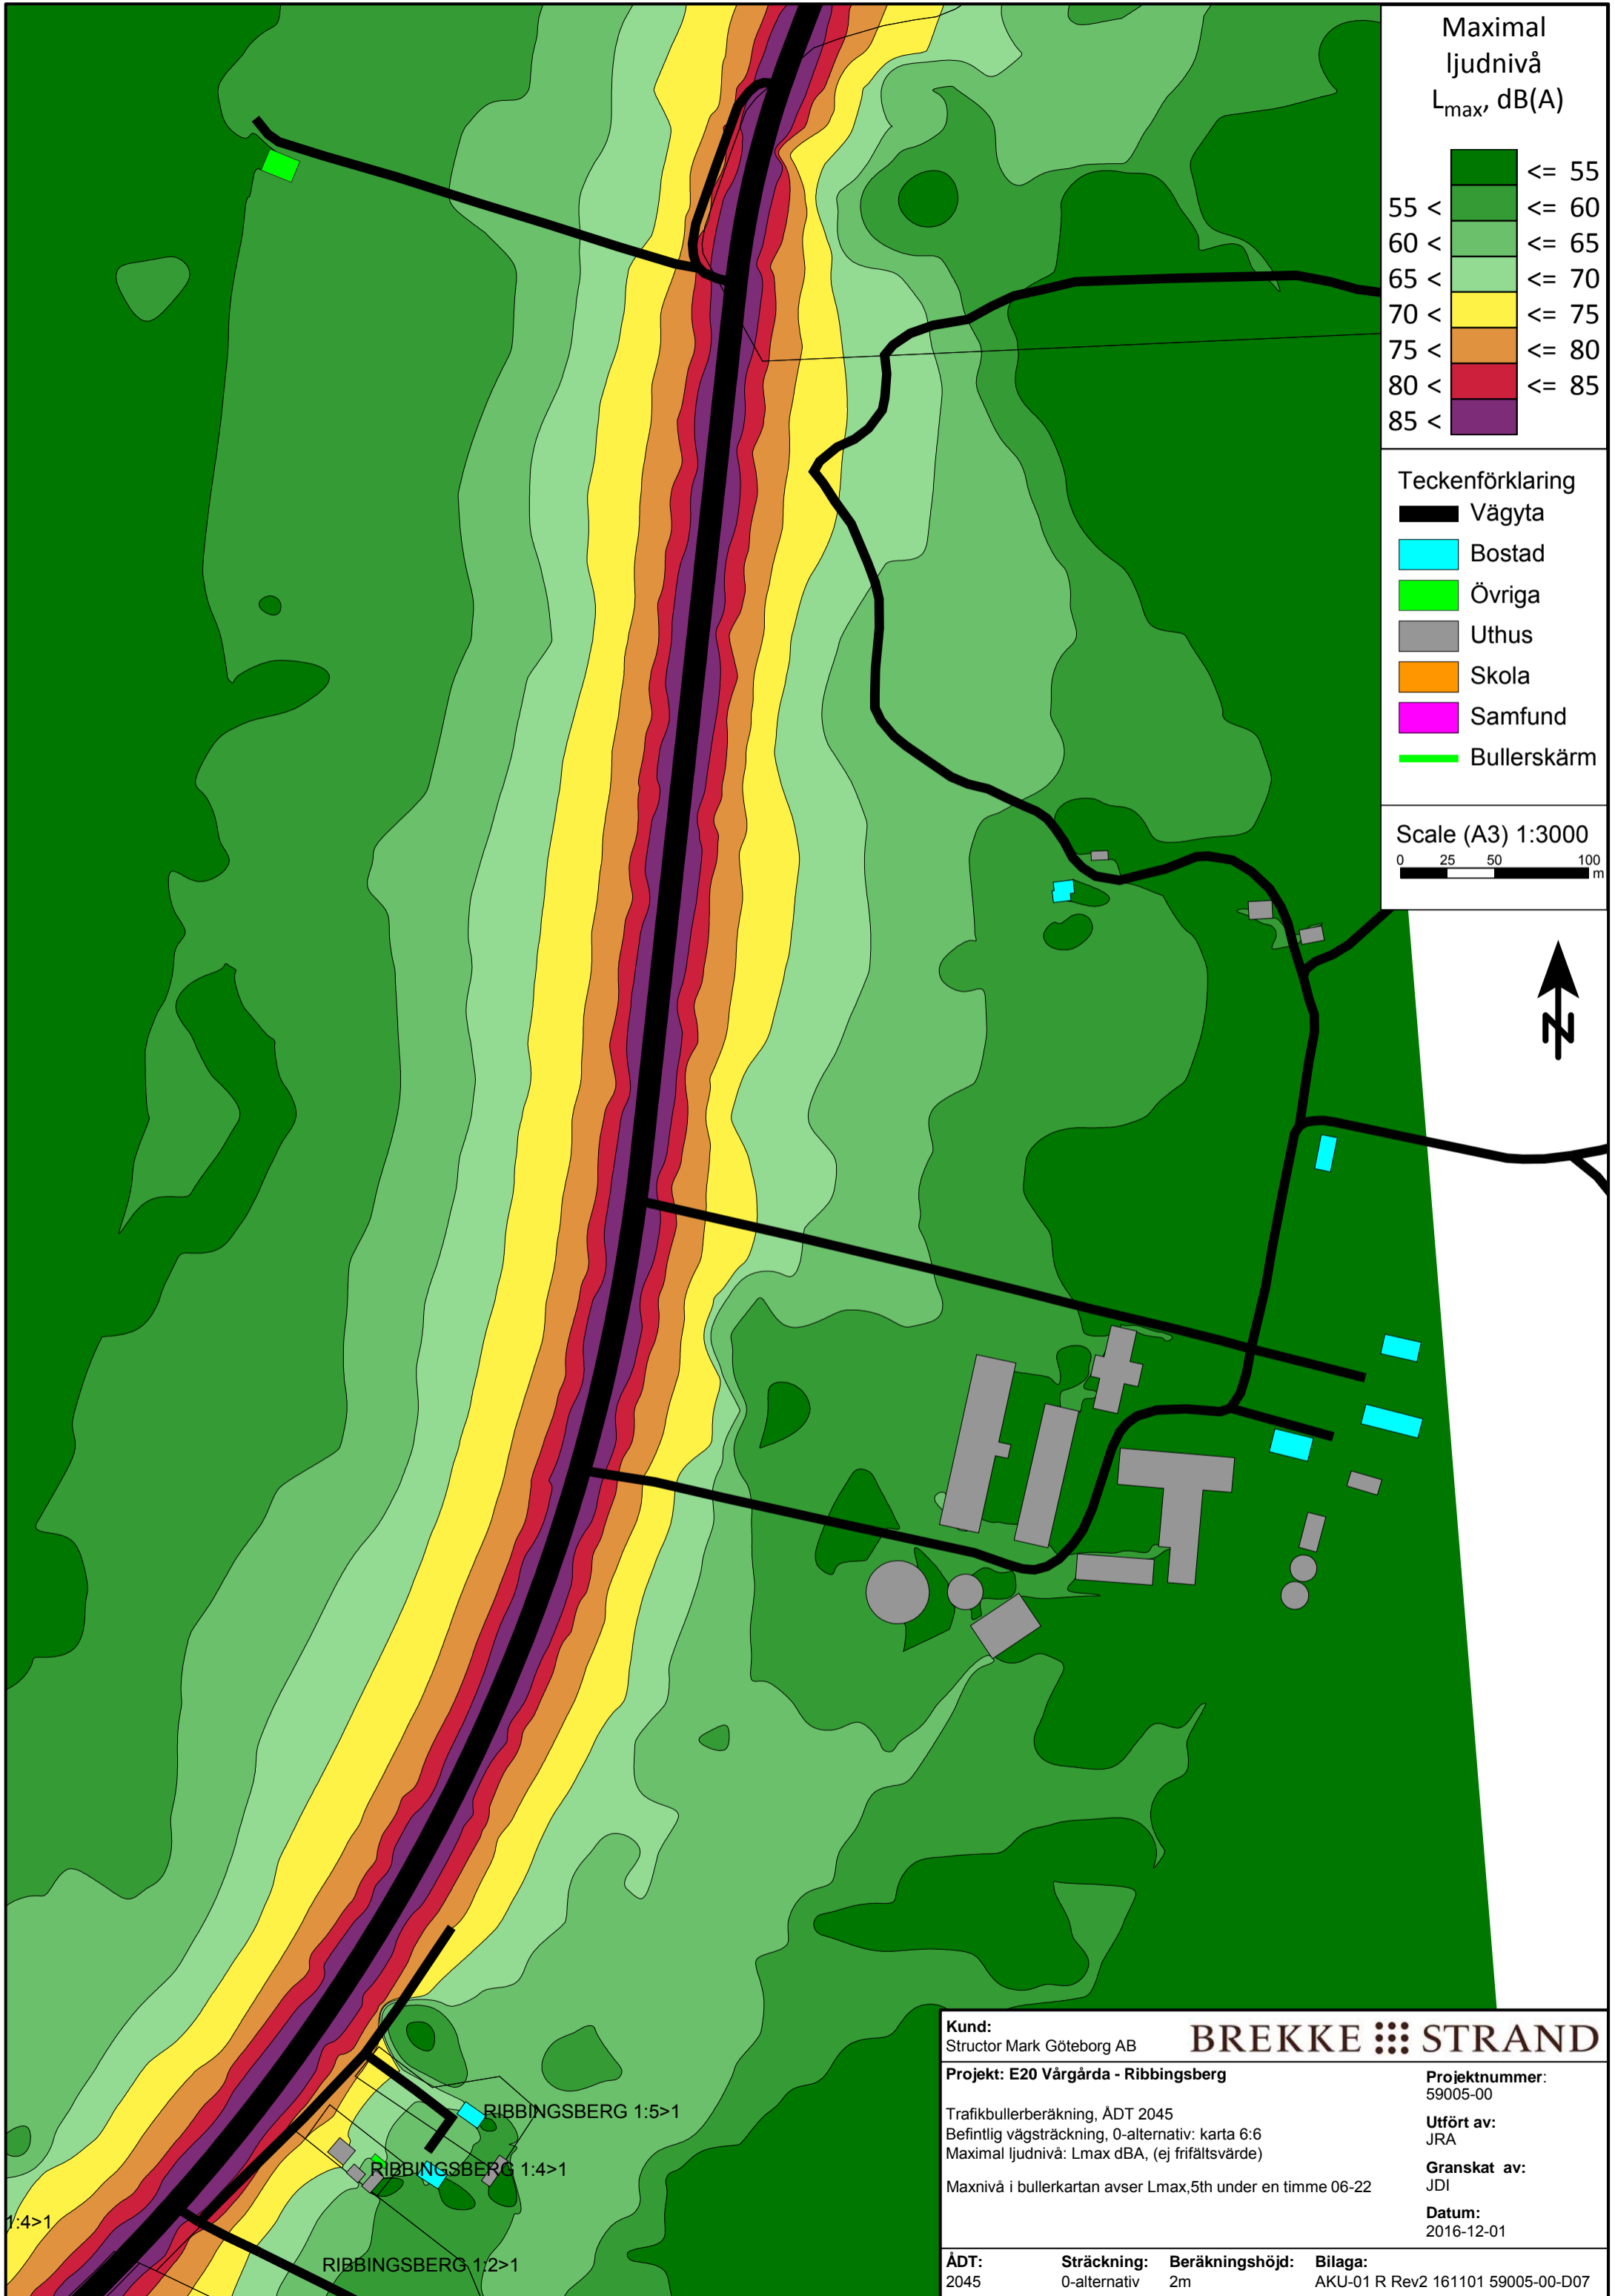 Maximal
ljudnivå
Lmax, dB(A)
<= 55
55 < <= 60
60 < <= 65
65 < <= 70
70 < <= 75
75 < <= 80
80 < <= 85
85 <
Teckenförklaring
Vägyta
Bostad
Övriga
Uthus
Skola
Samfund
Bullerskärm
Scale (A3) 1:3000
0 25 50 100
m
N
RIBBINGSBERG 1:5>1
RIBBINGSBERG 1:4>1
1:4>1
RIBBINGSBERG 1:2>1
Kund:
Structor Mark Göteborg AB
BREKKE STRAND
Projekt: E20 Vårgårda - Ribbingsberg
Trafikbullerberäkning, ÅDT 2045
Befintlig vägsträckning, 0-alternativ: karta 6:6
Maximal ljudnivå: Lmax dBA, (ej frifältsvärde)
Maxnivå i bullerkartan avser Lmax,5th under en timme 06-22
Projektnummer:
59005-00
Utfört av:
JRA
Granskat av:
JDI
Datum:
2016-12-01
ÅDT: Sträckning: Beräkningshöjd: Bilaga:
2045 0-alternativ 2m AKU-01 R Rev2 161101 59005-00-D07